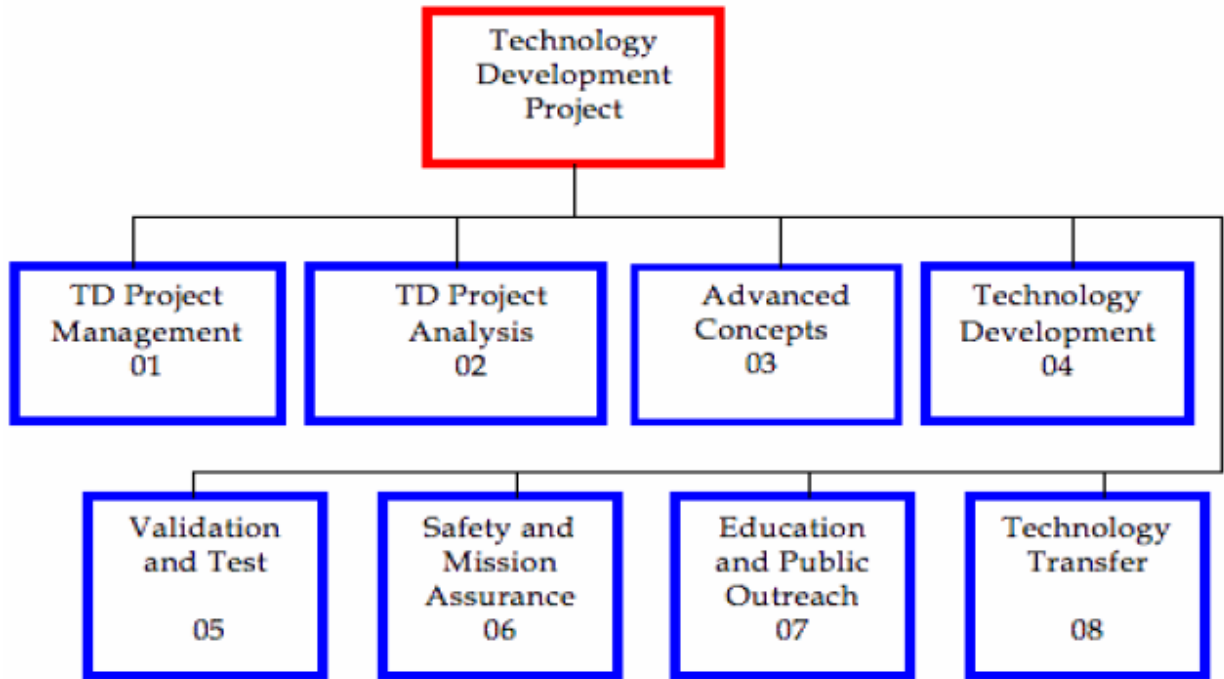 Technology
Development
Project
TD Project
Management
01
TD Project
Analysis
02
Advanced
Concepts
03
Technology
Development
04
Validation
and Test
05
Safety and
Mission
Assurance
06
Education
and Public
Outreach
07
Technology
Transfer
08